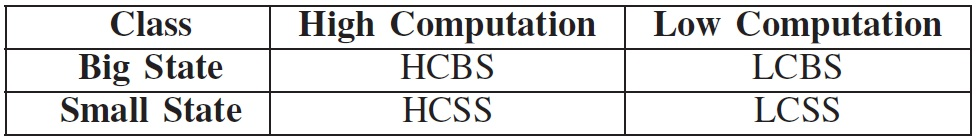 Class High Computation Low Computation
Big State HCBS LCBS
Small State HCSS LCSS